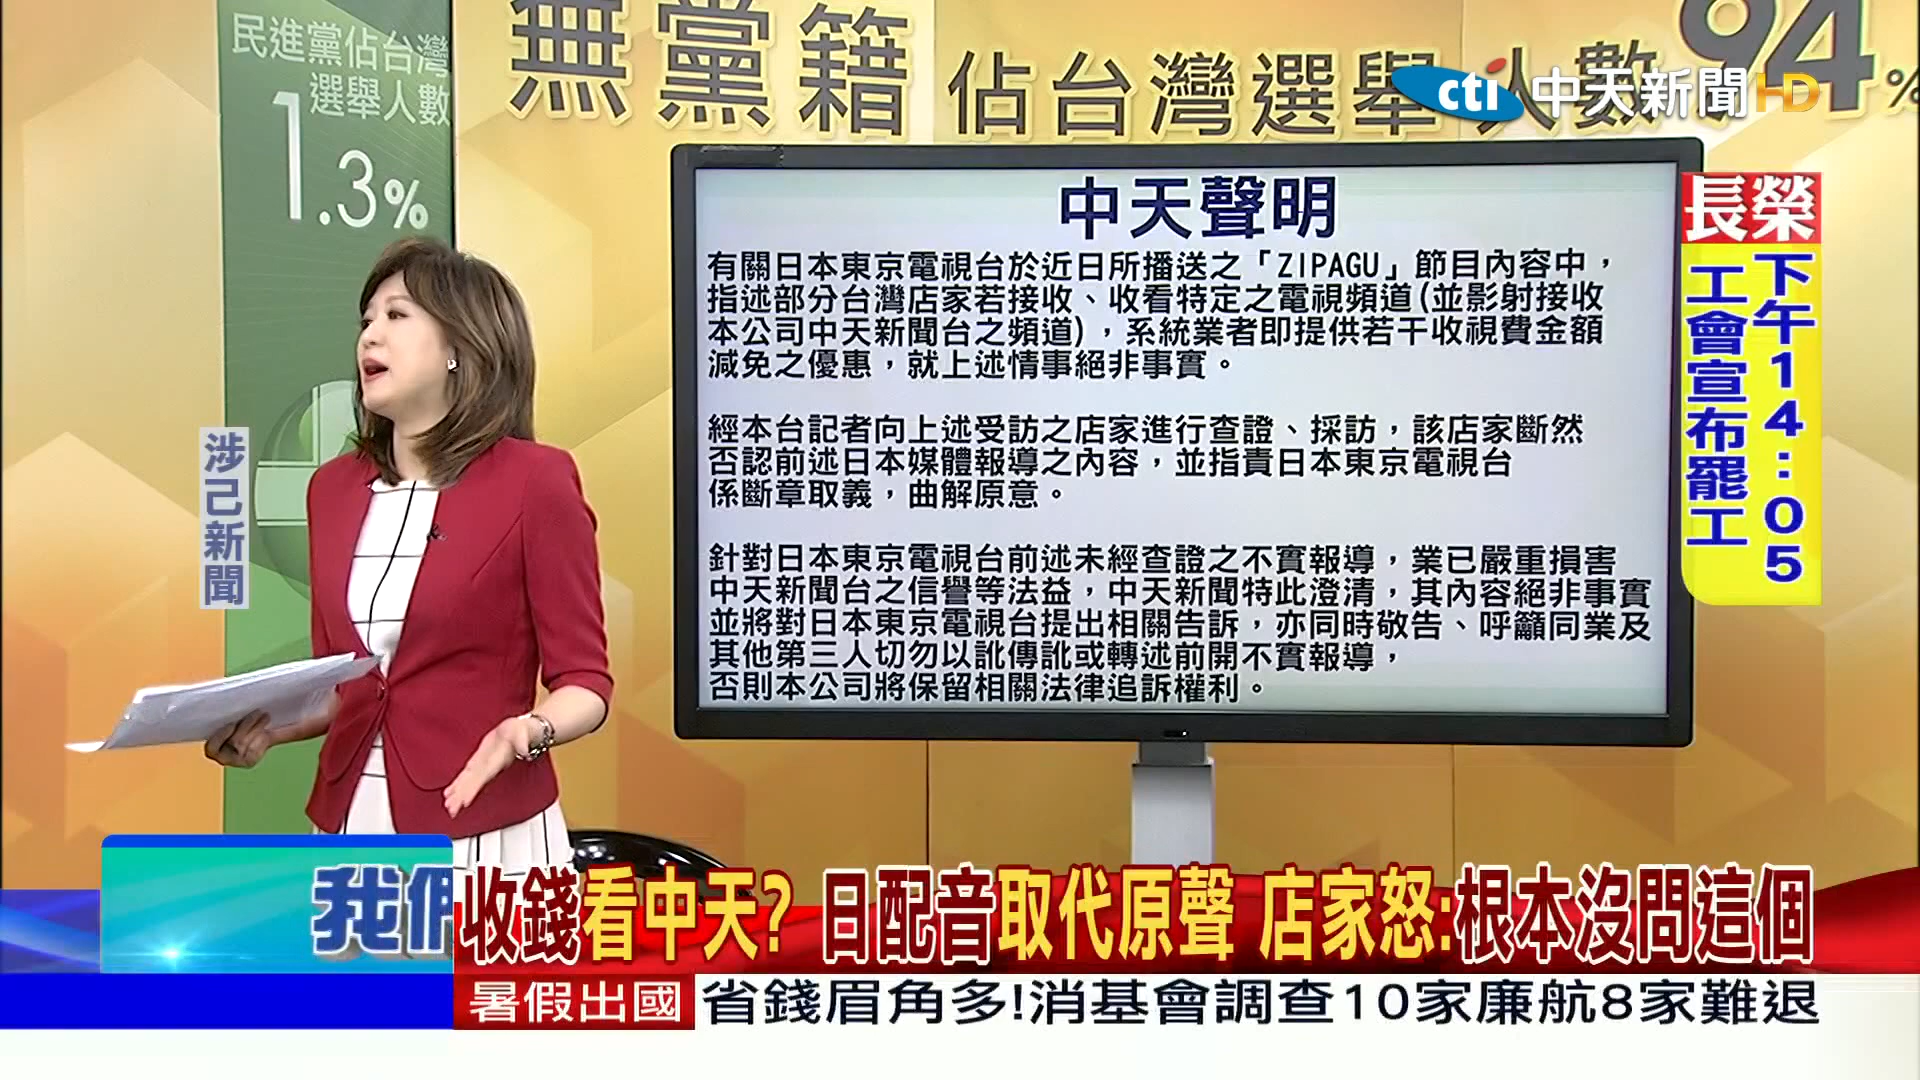 民進黨佔台灣
選舉人數
1.3%
無黨籍 佔台灣選舉人數 94%
cti 中天新聞HD
中天聲明
有關日本東京電視台於近日所播送之「ZIPAGU」節目內容中，
指述部分台灣店家若接收、收看特定之電視頻道(並影射接收
本公司中天新聞台之頻道)，系統業者即提供若干收視費金額
減免之優惠，就上述情事絕非事實。
經本台記者向上述受訪之店家進行查證、採訪，該店家斷然
否認前述日本媒體報導之內容，並指責日本東京電視台
係斷章取義，曲解原意。
針對日本東京電視台前述未經查證之不實報導，業已嚴重損害
中天新聞台之信譽等法益，中天新聞特此澄清，其內容絕非事實
並將對日本東京電視台提出相關告訴，亦同時敬告、呼籲同業及
其他第三人切勿以訛傳訛或轉述前開不實報導，
否則本公司將保留相關法律追訴權利。
長榮
下午14:05
工會宣布罷工
涉己新聞
我們
收錢看中天? 日配音取代原聲 店家怒:根本沒問這個
暑假出國 省錢眉角多!消基會調查10家廉航8家難退